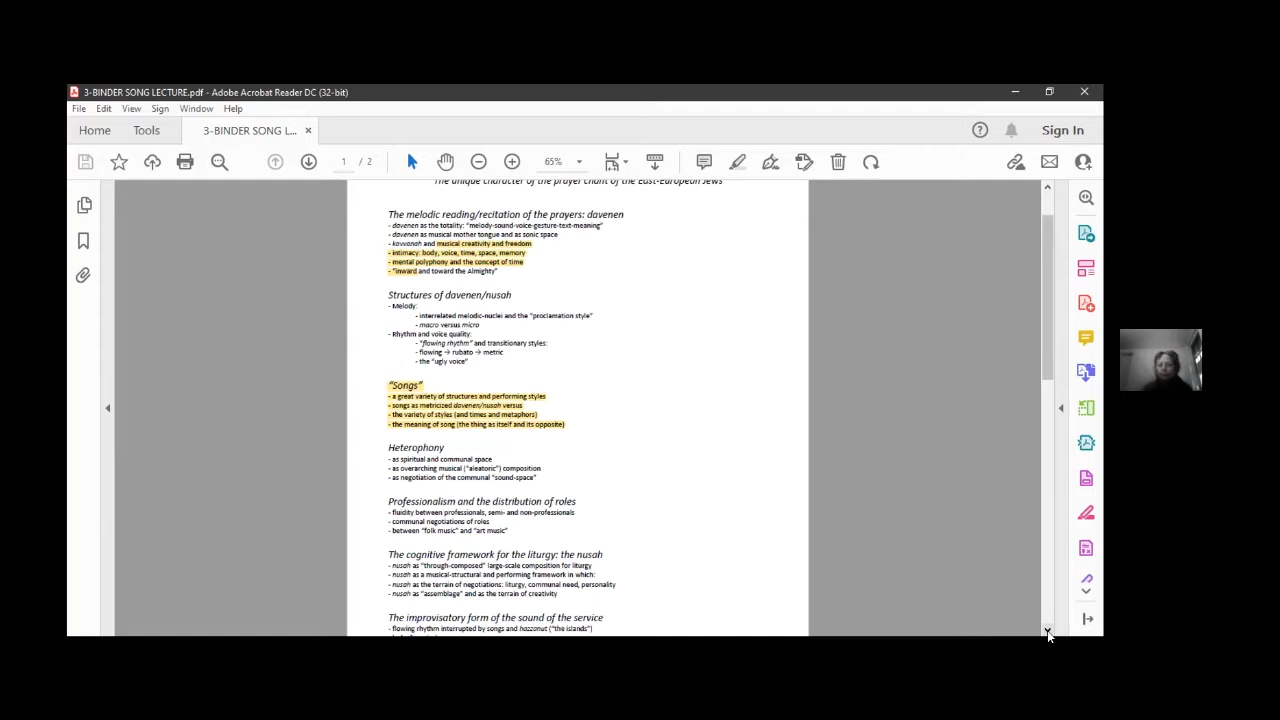 3-BINDER SONG LECTURE.pdf - Adobe Acrobat Reader DC (32-bit)
File Edit View Sign Window Help
Home Tools 3-BINDER SONG L... × Sign In
1 / 2 65%
The unique character of the prayer chant of the East-European Jews
The melodic reading/recitation of the prayers: davenen
- davenen as the totality: "melody-sound-voice-gesture-text-meaning"
- davenen as musical mother tongue and as sonic space
- kavvanah and musical creativity and freedom
- intimacy: body, voice, time, space, memory
- mental polyphony and the concept of time
- "inward and toward the Almighty"
Structures of davenen/nusah
- Melody:
- interrelated melodic-nuclei and the "proclamation style"
- macro versus micro
- Rhythm and voice quality:
- "flowing rhythm" and transitionary styles:
- flowing → rubato → metric
- the "ugly voice"
"Songs"
- a great variety of structures and performing styles
- songs as metricized davenen/nusah versus
- the variety of styles (and times and metaphors)
- the meaning of song (the thing as itself and its opposite)
Heterophony
- as spiritual and communal space
- as overarching musical ("aleatoric") composition
- as negotiation of the communal "sound-space"
Professionalism and the distribution of roles
- fluidity between professionals, semi- and non-professionals
- communal negotiations of roles
- between "folk music" and "art music"
The cognitive framework for the liturgy: the nusah
- nusah as "through-composed" large-scale composition for liturgy
- nusah as a musical-structural and performing framework in which:
- nusah as the terrain of negotiations: liturgy, communal need, personality
- nusah as "assemblage" and as the terrain of creativity
The improvisatory form of the sound of the service
- flowing rhythm interrupted by songs and hazzanut ("the islands")